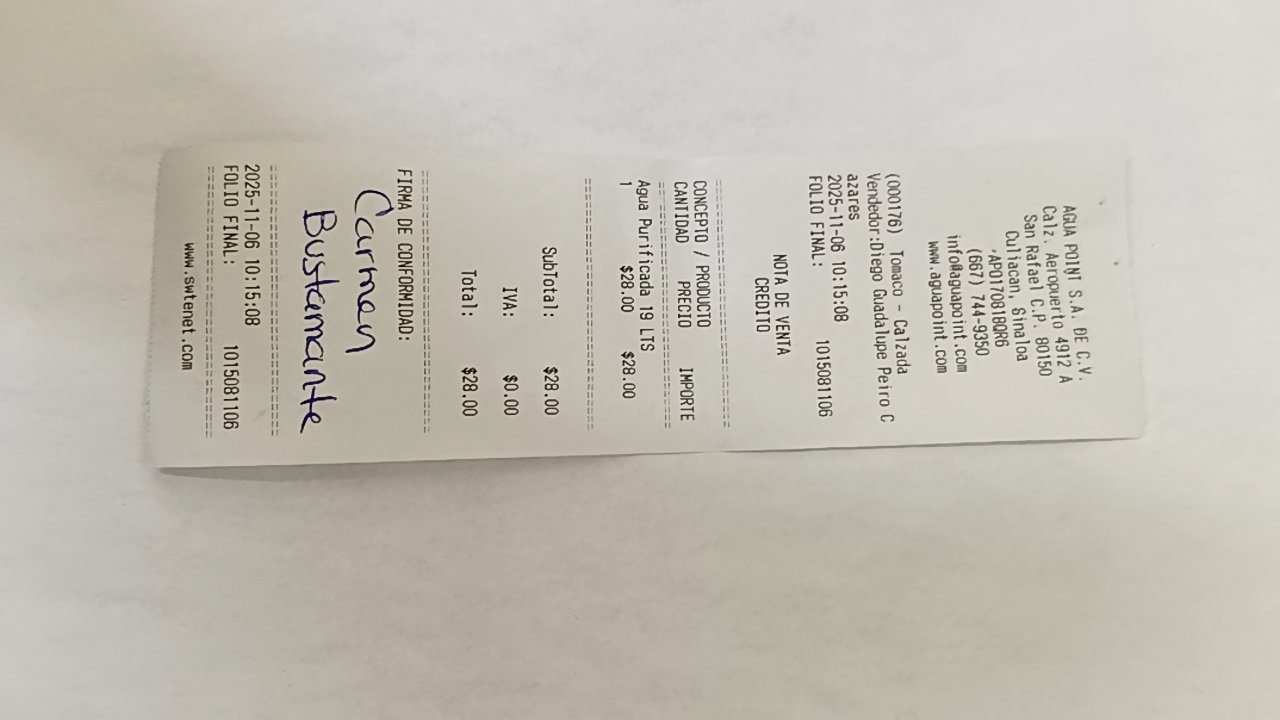 AGUA POINT S.A. DE C.V.
Calz. Aeropuerto 4912 A
San Rafael C.P. 80150
Culiacan, Sinaloa
,APO170818QR6
(667) 744-9350
info@aguapoint.com
www.aguapoint.com
(000176) Tomaco - Calzada
Vendedor:Diego Guadalupe Peiro C
azares
2025-11-06 10:15:08
FOLIO FINAL: 1015081106
NOTA DE VENTA
CREDITO
CONCEPTO / PRODUCTO
CANTIDAD PRECIO IMPORTE
Agua Purificada 19 LTS
1 $28.00 $28.00
SubTotal: $28.00
IVA: $0.00
Total: $28.00
FIRMA DE CONFORMIDAD:
Carmen
Bustamante
2025-11-06 10:15:08
FOLIO FINAL: 1015081106
www.swtenet.com